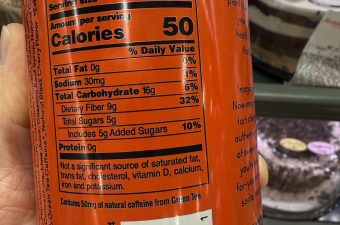 Serving size
Amount per serving
Calories 50
% Daily Value
Total Fat 0g 0%
Sodium 30mg 1%
Total Carbohydrate 16g 6%
Dietary Fiber 9g 32%
Total Sugars 5g
Includes 5g Added Sugars 10%
Protein 0g
Not a significant source of saturated fat,
trans fat, cholesterol, vitamin D, calcium,
iron and potassium.
Contains 50mg of natural caffeine from Green Tea